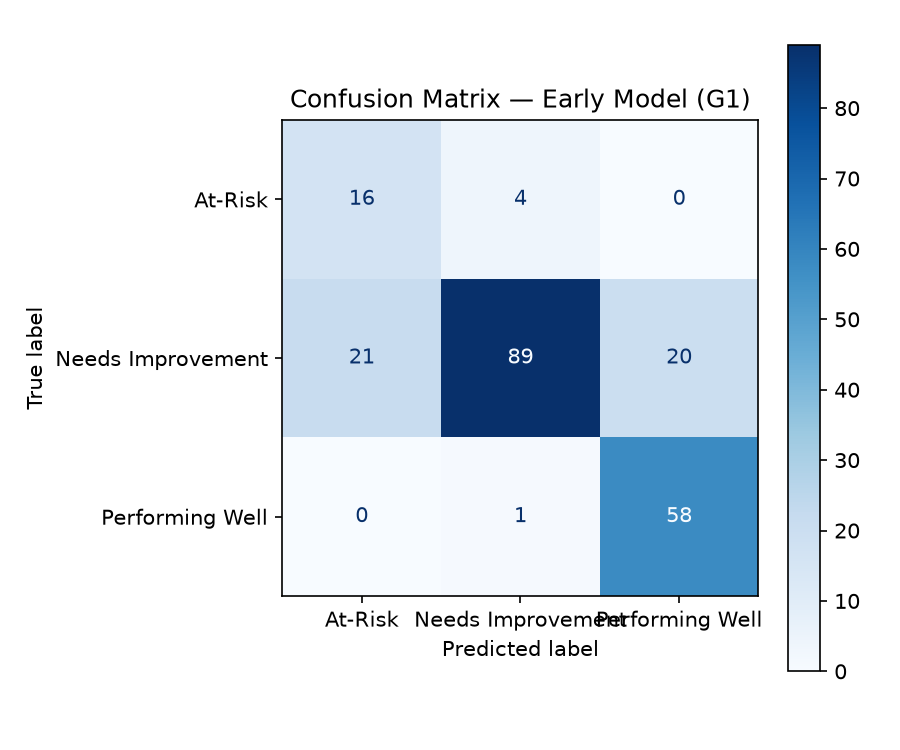 Confusion Matrix — Early Model (G1)
True label
At-Risk
16 4 0
Needs Improvement
21 89 20
Performing Well
0 1 58
At-Risk Needs Improvement Performing Well
Predicted label
80
70
60
50
40
30
20
10
0